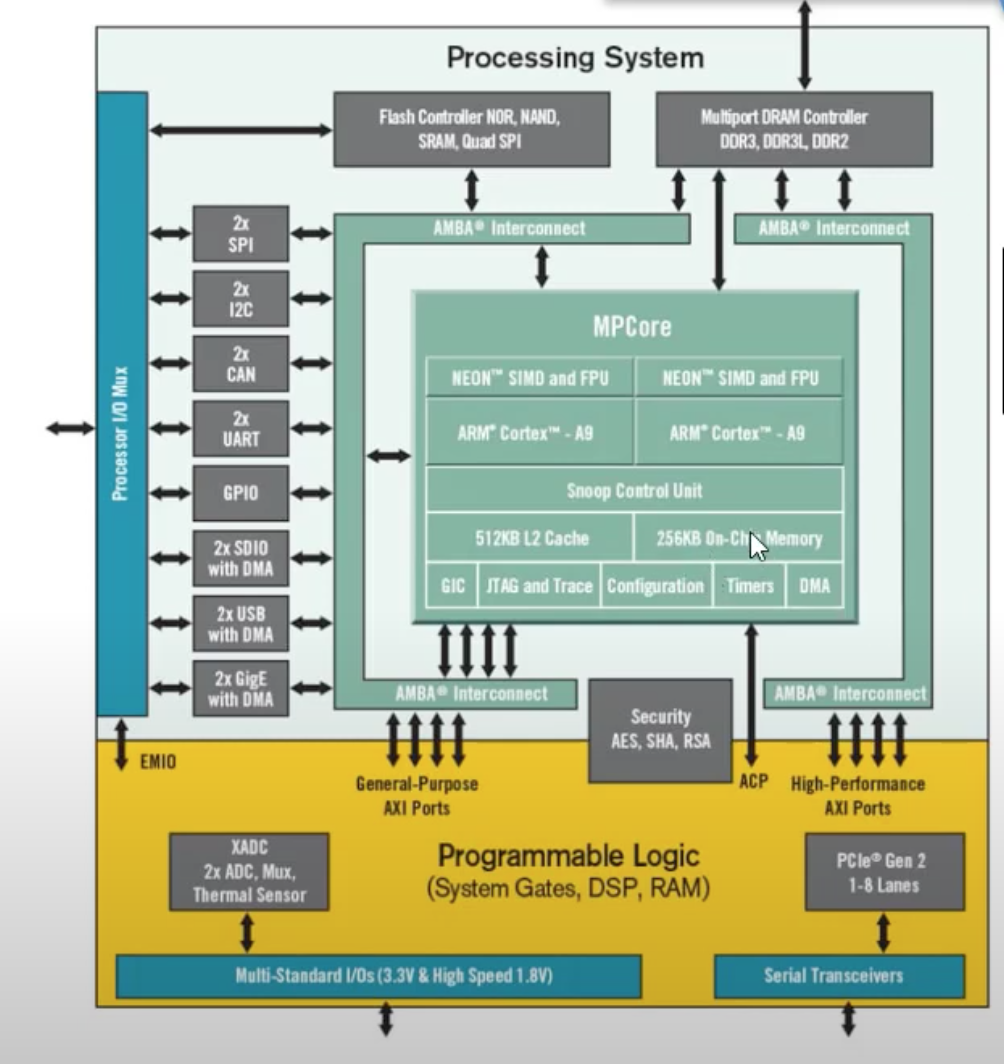 Processing System
Flash Controller NOR, NAND,
SRAM, Quad SPI
Multiport DRAM Controller
DDR3, DDR3L, DDR2
AMBA® Interconnect
AMBA® Interconnect
2x
SPI
2x
I2C
2x
CAN
2x
UART
GPIO
2x SDIO
with DMA
2x USB
with DMA
2x GigE
with DMA
Processor I/O Mux
MPCore
NEON™ SIMD and FPU
NEON™ SIMD and FPU
ARM® Cortex™ - A9
ARM® Cortex™ - A9
Snoop Control Unit
512KB L2 Cache
256KB On-Chip Memory
GIC
JTAG and Trace
Configuration
Timers
DMA
AMBA® Interconnect
AMBA® Interconnect
Security
AES, SHA, RSA
EMIO
General-Purpose
AXI Ports
ACP
High-Performance
AXI Ports
XADC
2x ADC, Mux,
Thermal Sensor
Programmable Logic
(System Gates, DSP, RAM)
PCIe® Gen 2
1-8 Lanes
Multi-Standard I/Os (3.3V & High Speed 1.8V)
Serial Transceivers